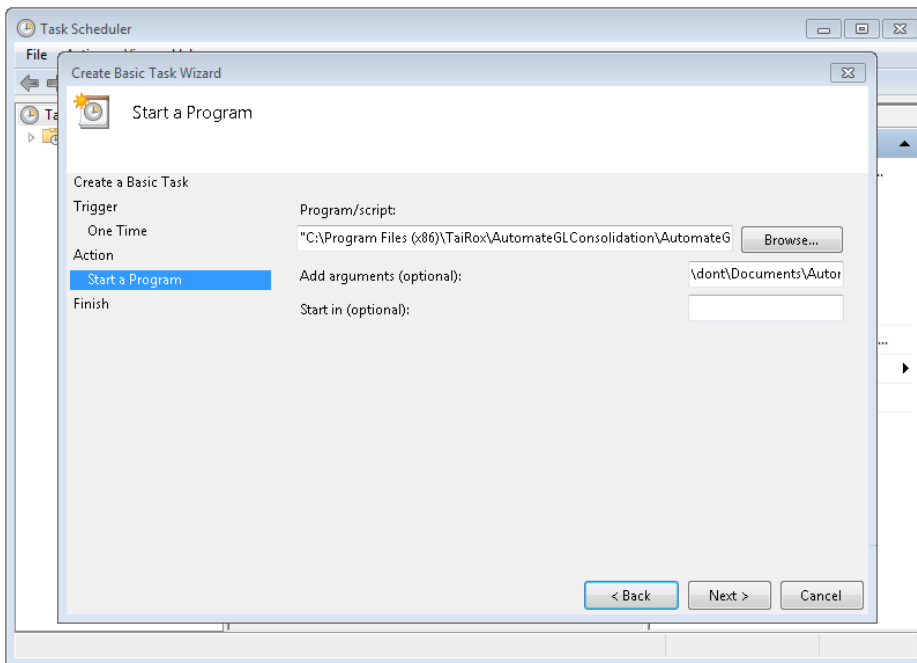 Task Scheduler
File
Create Basic Task Wizard
Start a Program
Create a Basic Task
Trigger
One Time
Action
Start a Program
Finish
Program/script:
"C:\Program Files (x86)\TaiRox\AutomateGLConsolidation\AutomateG
Browse...
Add arguments (optional):
\dont\Documents\Autor
Start in (optional):
< Back
Next >
Cancel